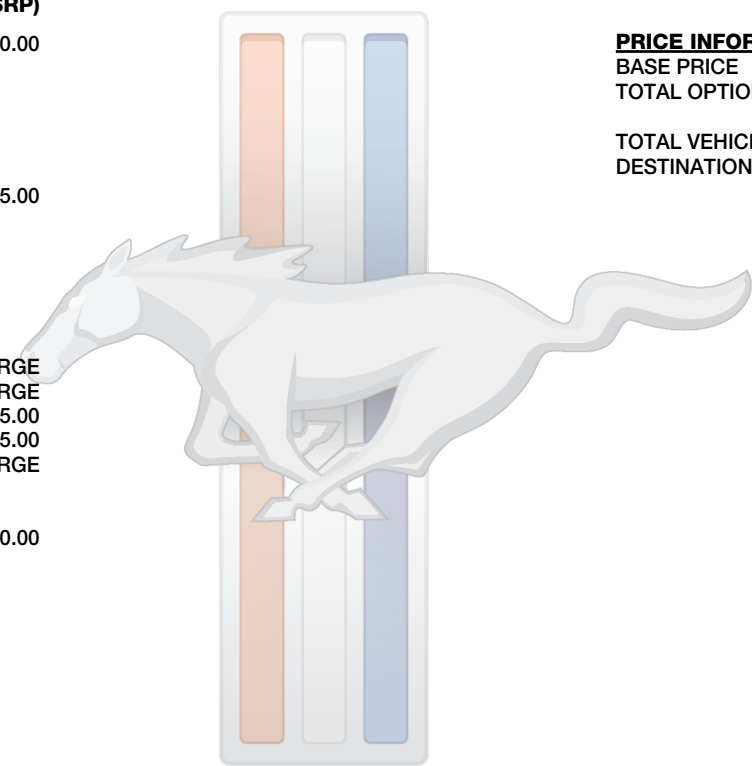 SRP)
0.00
5.00
RGE
RGE
5.00
5.00
RGE
0.00
PRICE INFOR
BASE PRICE
TOTAL OPTIO
TOTAL VEHICL
DESTINATION